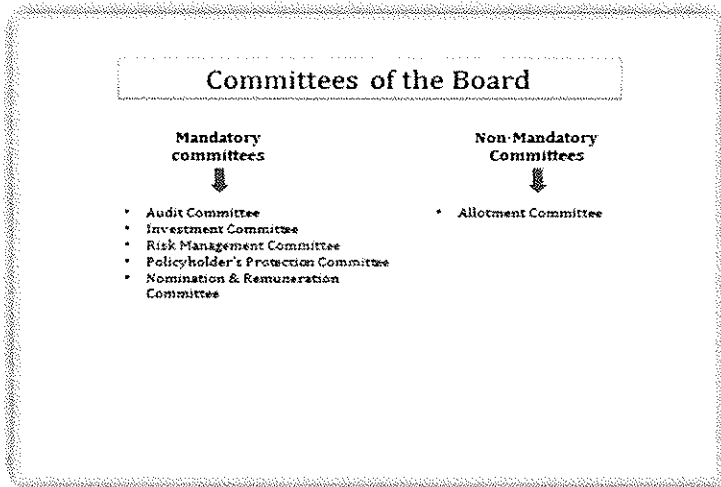 Committees of the Board
Mandatory
committees
• Audit Committee
• Investment Committee
• Risk Management Committee
• Policyholder's Protection Committee
• Nomination & Remuneration
Committee
Non-Mandatory
Committees
• Allotment Committee